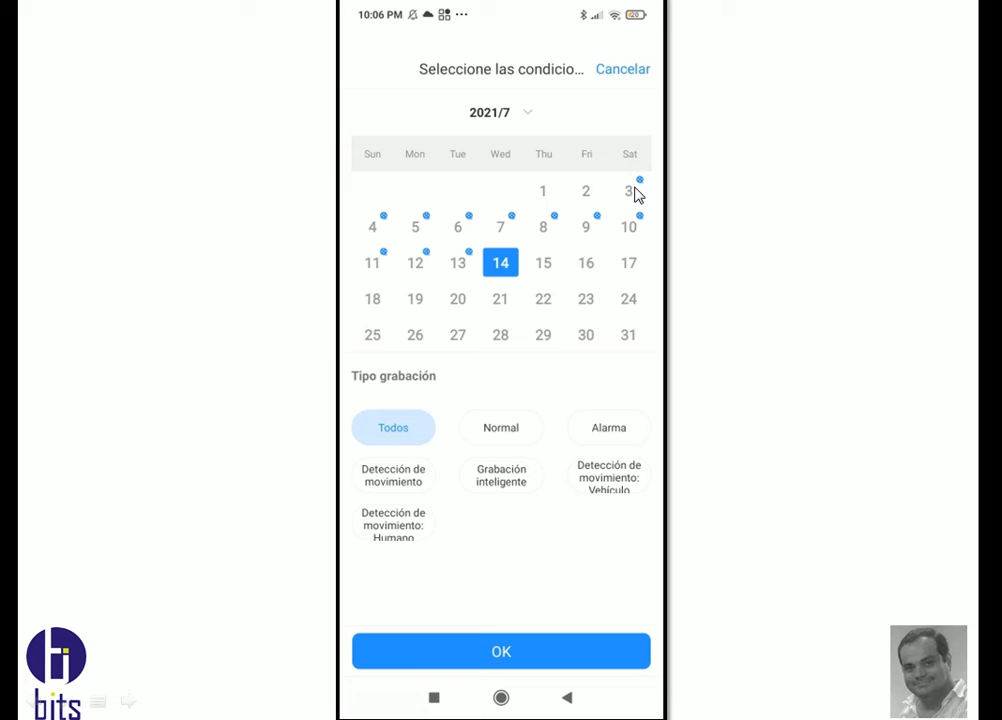 10:06 PM
20
Seleccione las condicio... Cancelar
2021/7
Sun Mon Tue Wed Thu Fri Sat
1 2 3
4 5 6 7 8 9 10
11 12 13 14 15 16 17
18 19 20 21 22 23 24
25 26 27 28 29 30 31
Tipo grabación
Todos Normal Alarma
Detección de
movimiento
Grabación
inteligente
Detección de
movimiento:
Vehículo
Detección de
movimiento:
Humano
OK
bits